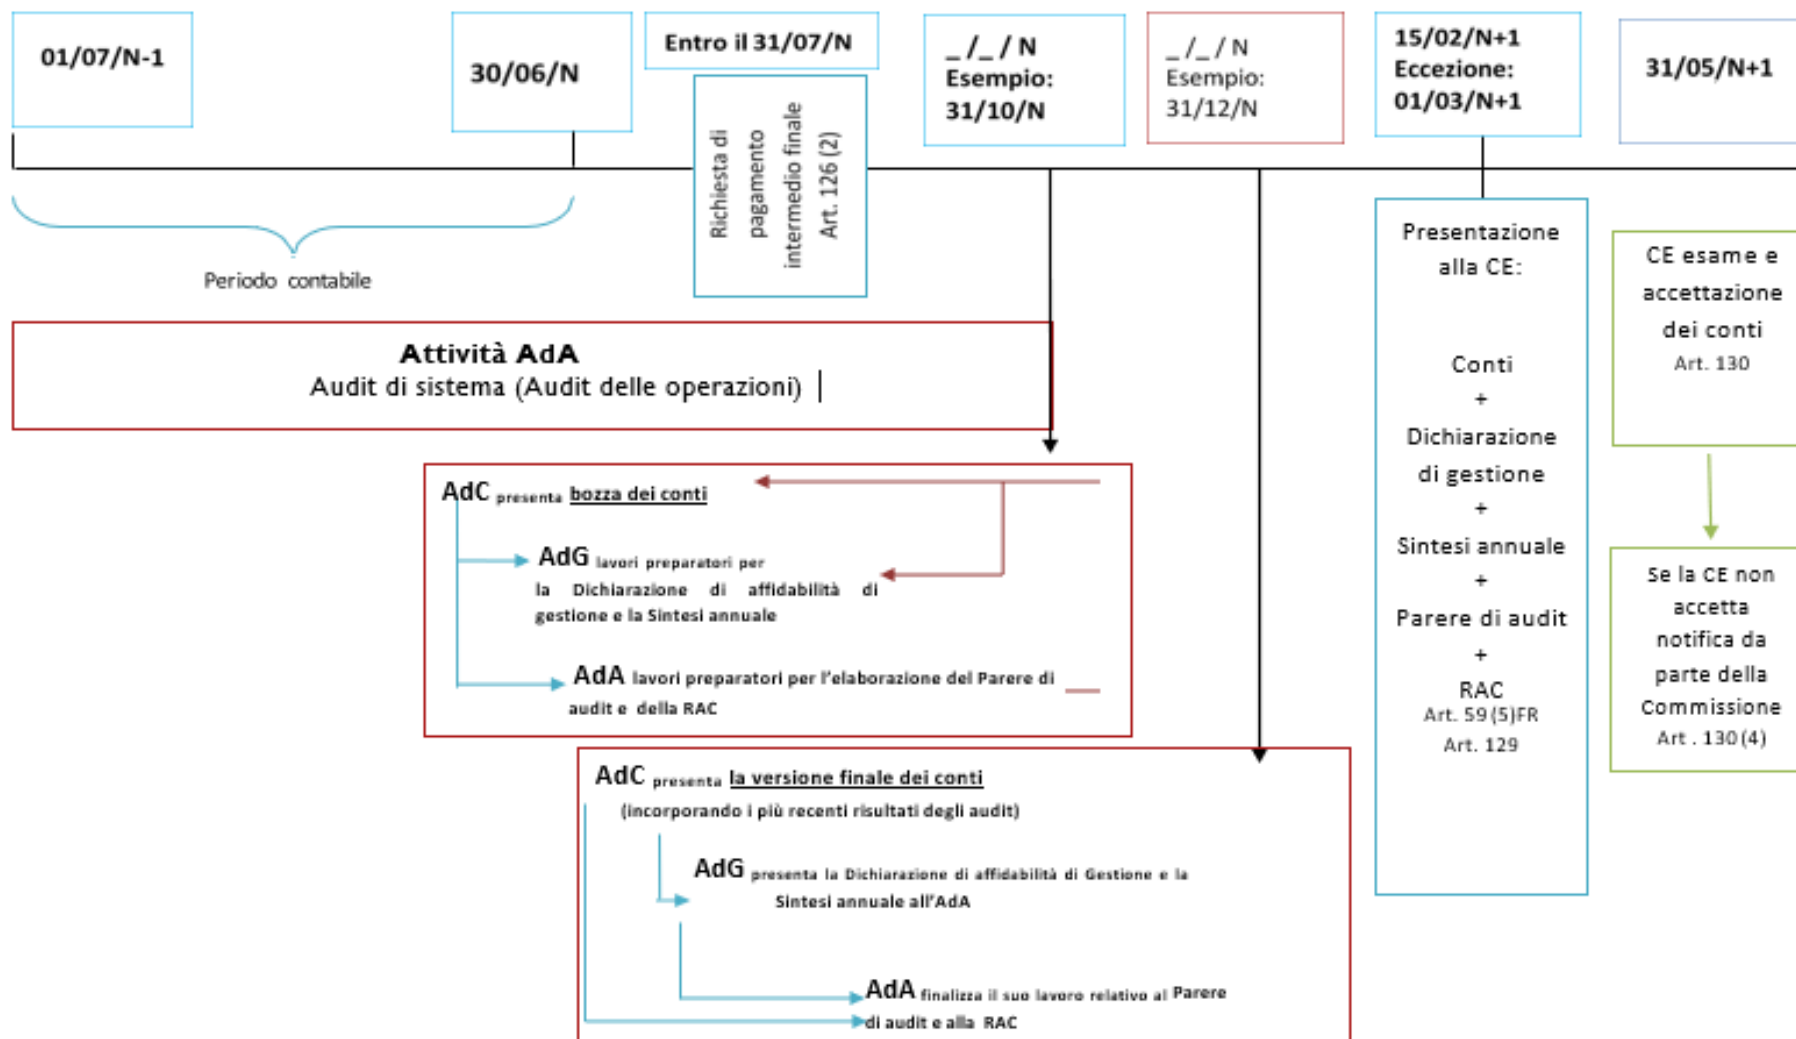 01/07/N-1
30/06/N
Entro il 31/07/N
_ /_ / N
Esempio:
31/10/N
_ /_ / N
Esempio:
31/12/N
15/02/N+1
Eccezione:
01/03/N+1
31/05/N+1
Richiesta di
pagamento
intermedio finale
Art. 126 (2)
Periodo contabile
Attività AdA
Audit di sistema (Audit delle operazioni)
AdC presenta bozza dei conti
AdG lavori preparatori per
la Dichiarazione di affidabilità di
gestione e la Sintesi annuale
AdA lavori preparatori per l'elaborazione del Parere di
audit e della RAC
AdC presenta la versione finale dei conti
(incorporando i più recenti risultati degli audit)
AdG presenta la Dichiarazione di affidabilità di Gestione e la
Sintesi annuale all'AdA
AdA finalizza il suo lavoro relativo al Parere
di audit e alla RAC
Presentazione
alla CE:
Conti
+
Dichiarazione
di gestione
+
Sintesi annuale
+
Parere di audit
+
RAC
Art. 59 (5)FR
Art. 129
CE esame e
accettazione
dei conti
Art. 130
Se la CE non
accetta
notifica da
parte della
Commissione
Art . 130 (4)